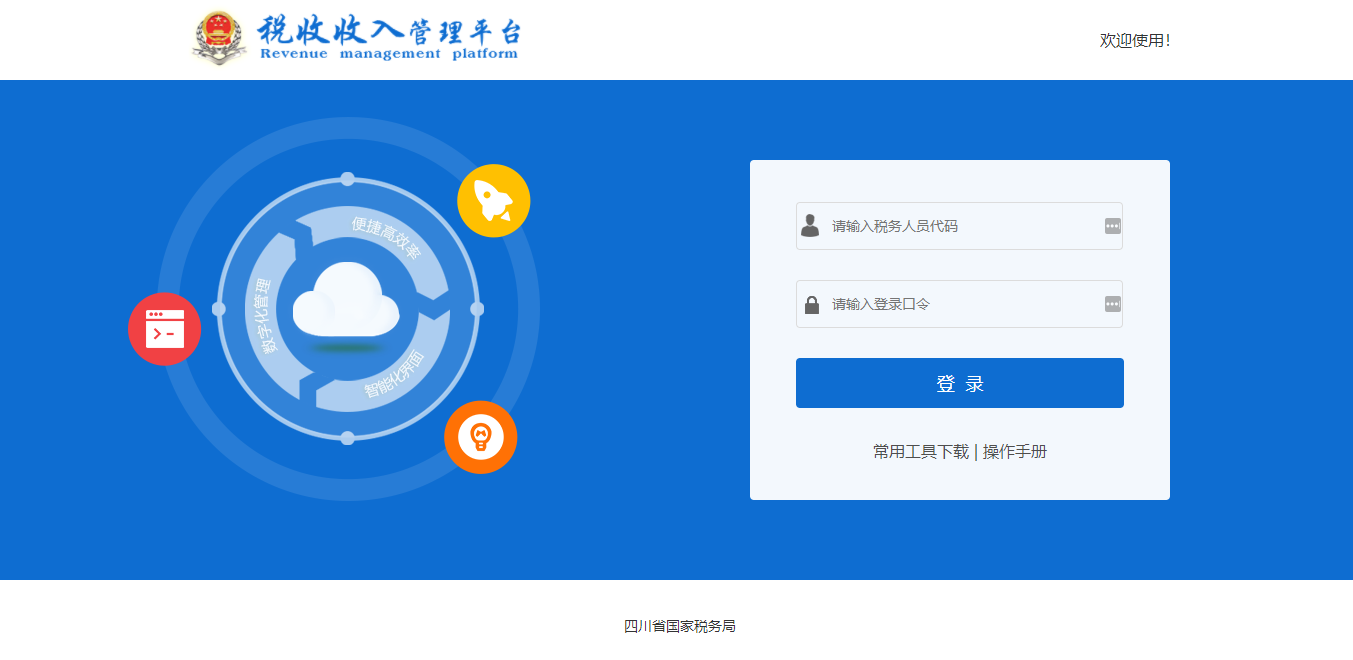 税收收入管理平台
Revenue management platform
欢迎使用!
便捷高效率
数字化管理
智能化界面
请输入税务人员代码
请输入登录口令
登 录
常用工具下载 | 操作手册
四川省国家税务局